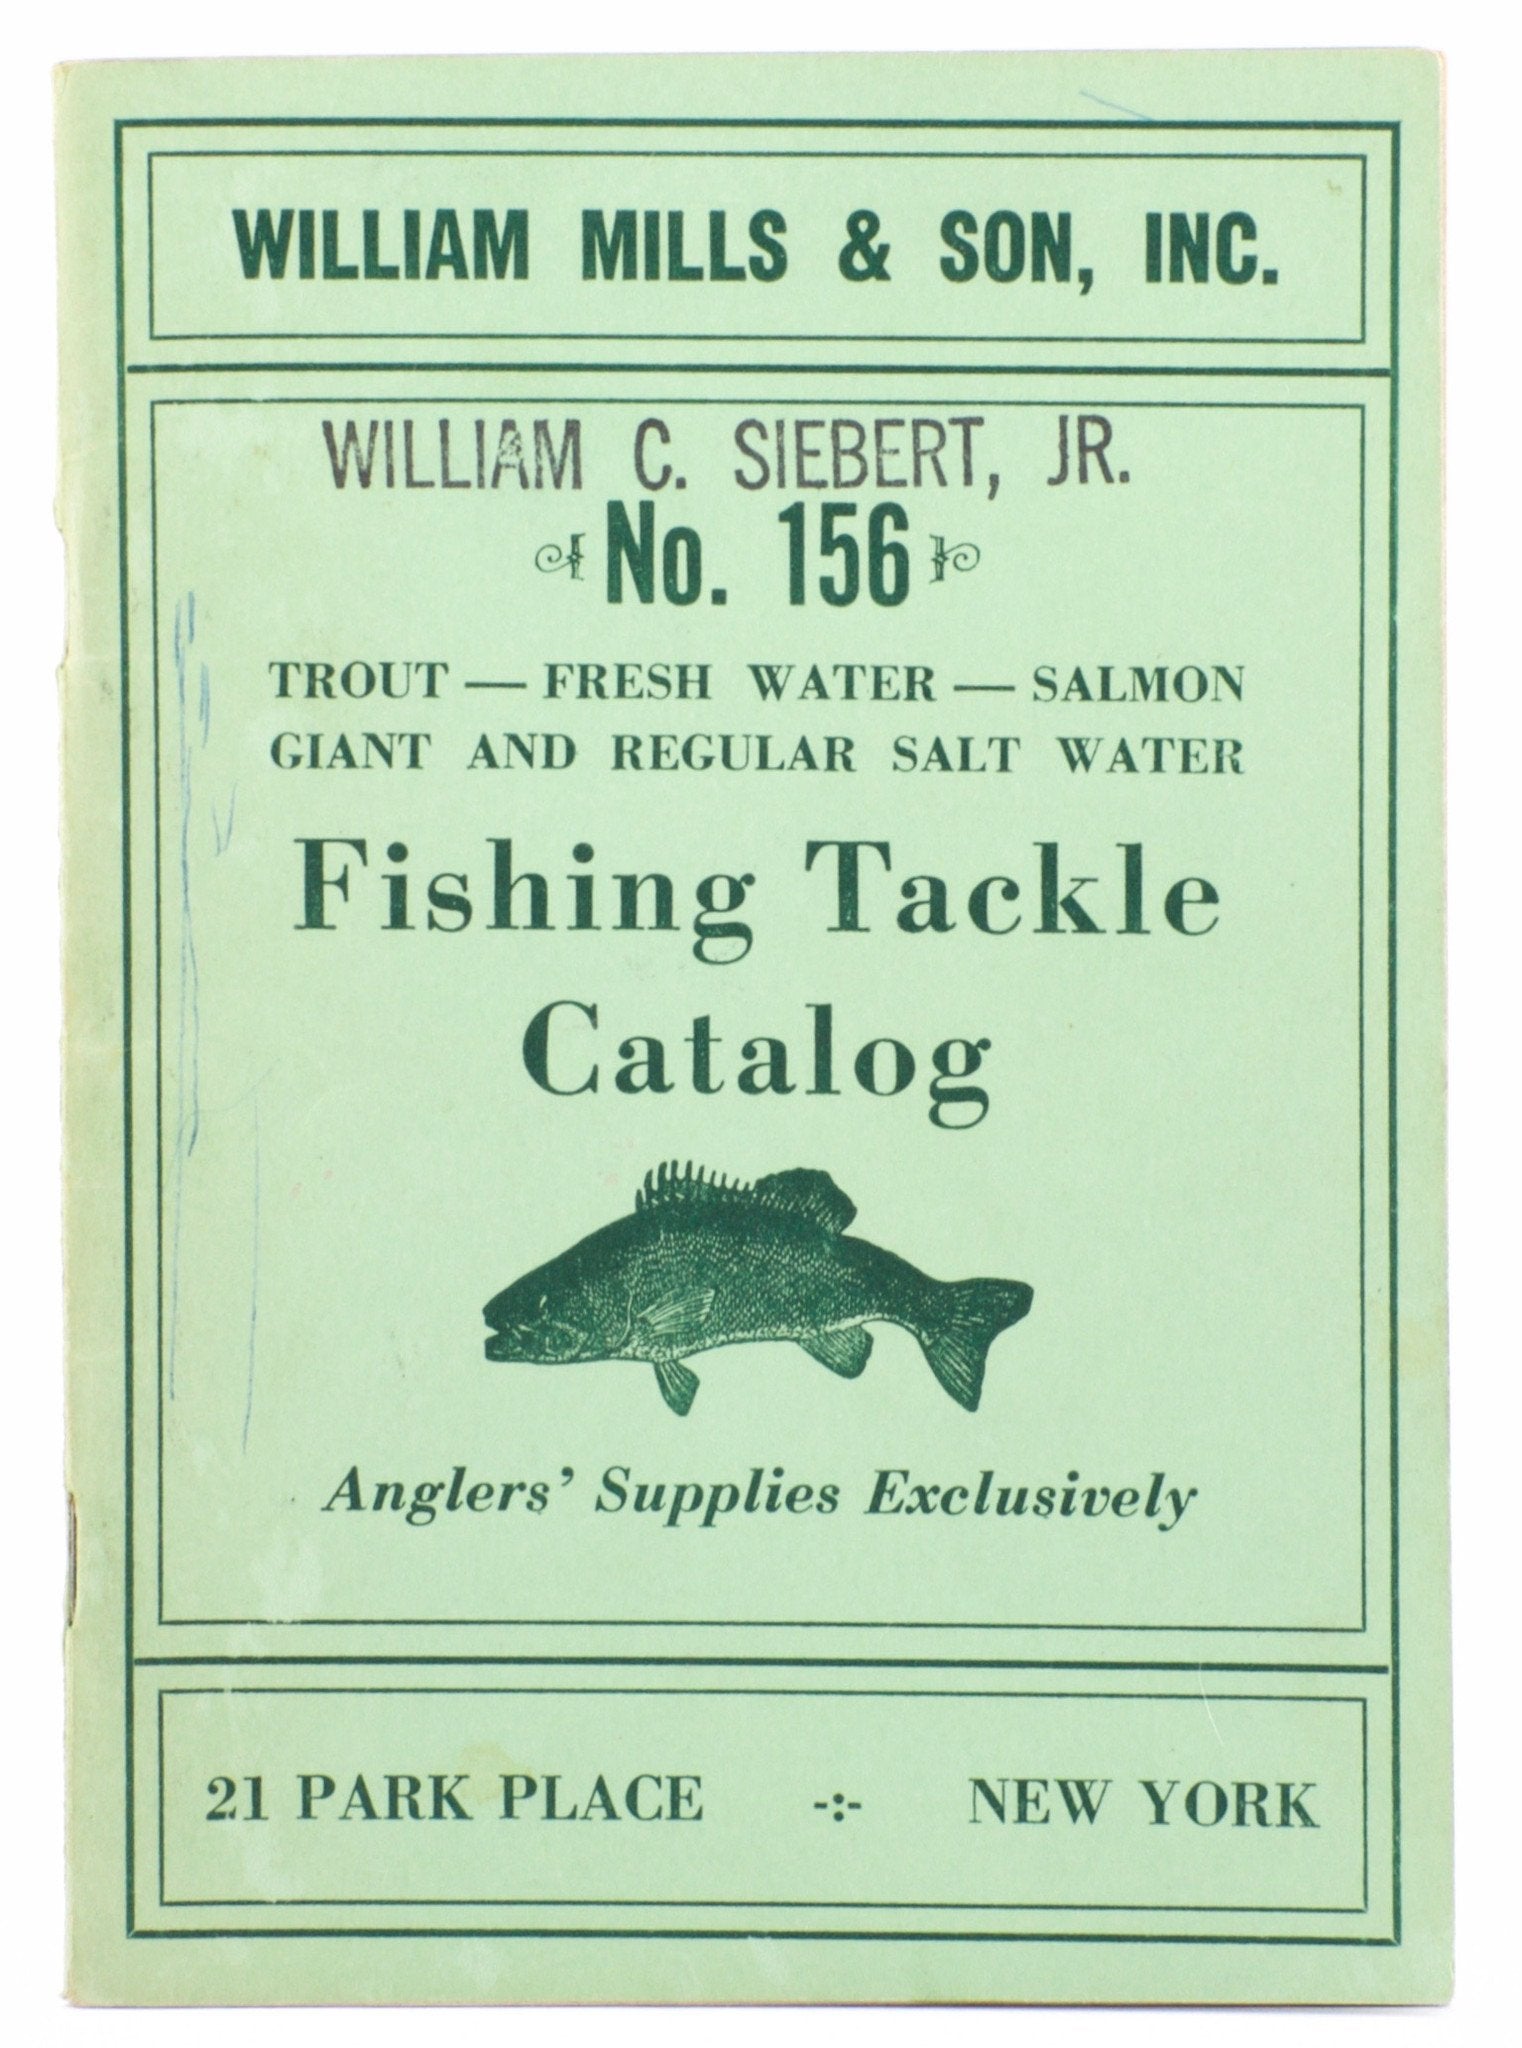 WILLIAM MILLS & SON, INC.
WILLIAM C. SIEBERT, JR.
No. 156
TROUT — FRESH WATER — SALMON
GIANT AND REGULAR SALT WATER
Fishing Tackle
Catalog
Anglers' Supplies Exclusively
21 PARK PLACE -:- NEW YORK